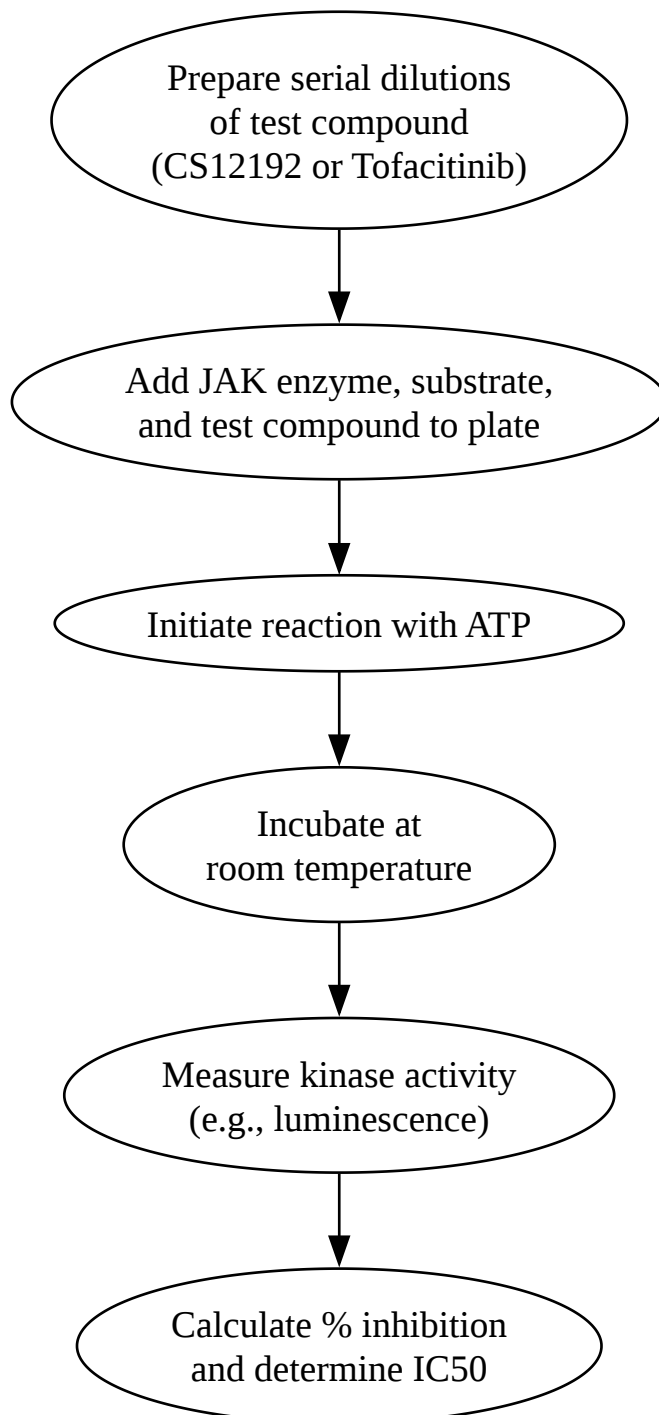 Prepare serial dilutions
of test compound
(CS12192 or Tofacitinib)
Add JAK enzyme, substrate,
and test compound to plate
Initiate reaction with ATP
Incubate at
room temperature
Measure kinase activity
(e.g., luminescence)
Calculate % inhibition
and determine IC50